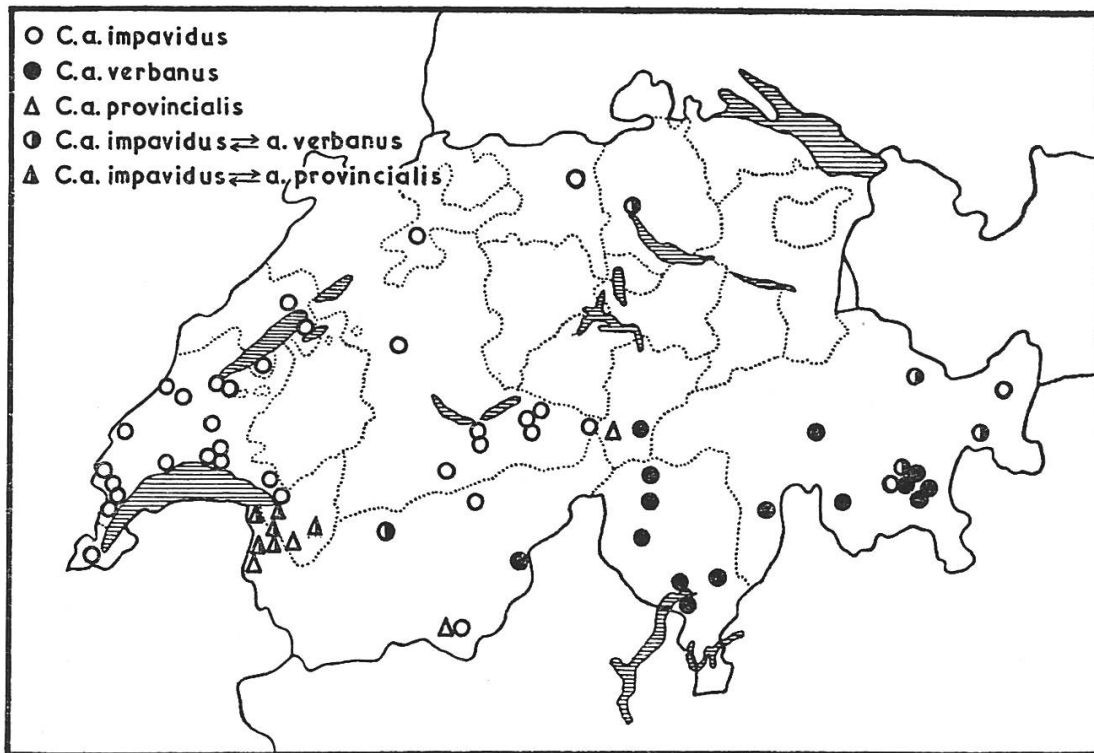 C.a. impavidus
C.a. verbanus
C.a. provincialis
C.a. impavidus⇄a. verbanus
C.a. impavidus⇄a. provincialis